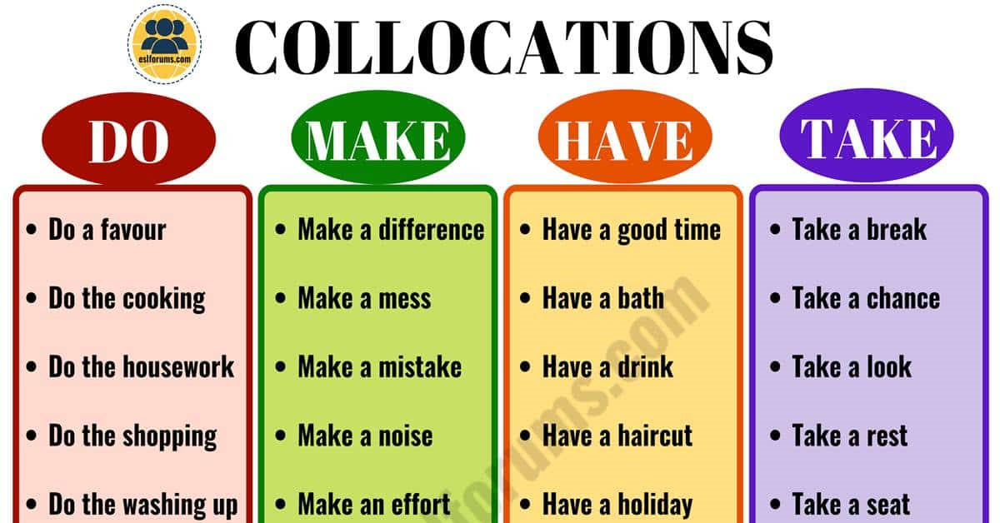 eslforums.com
COLLOCATIONS
DO
• Do a favour
• Do the cooking
• Do the housework
• Do the shopping
• Do the washing up
MAKE
• Make a difference
• Make a mess
• Make a mistake
• Make a noise
• Make an effort
HAVE
• Have a good time
• Have a bath
• Have a drink
• Have a haircut
• Have a holiday
TAKE
• Take a break
• Take a chance
• Take a look
• Take a rest
• Take a seat
forums.com